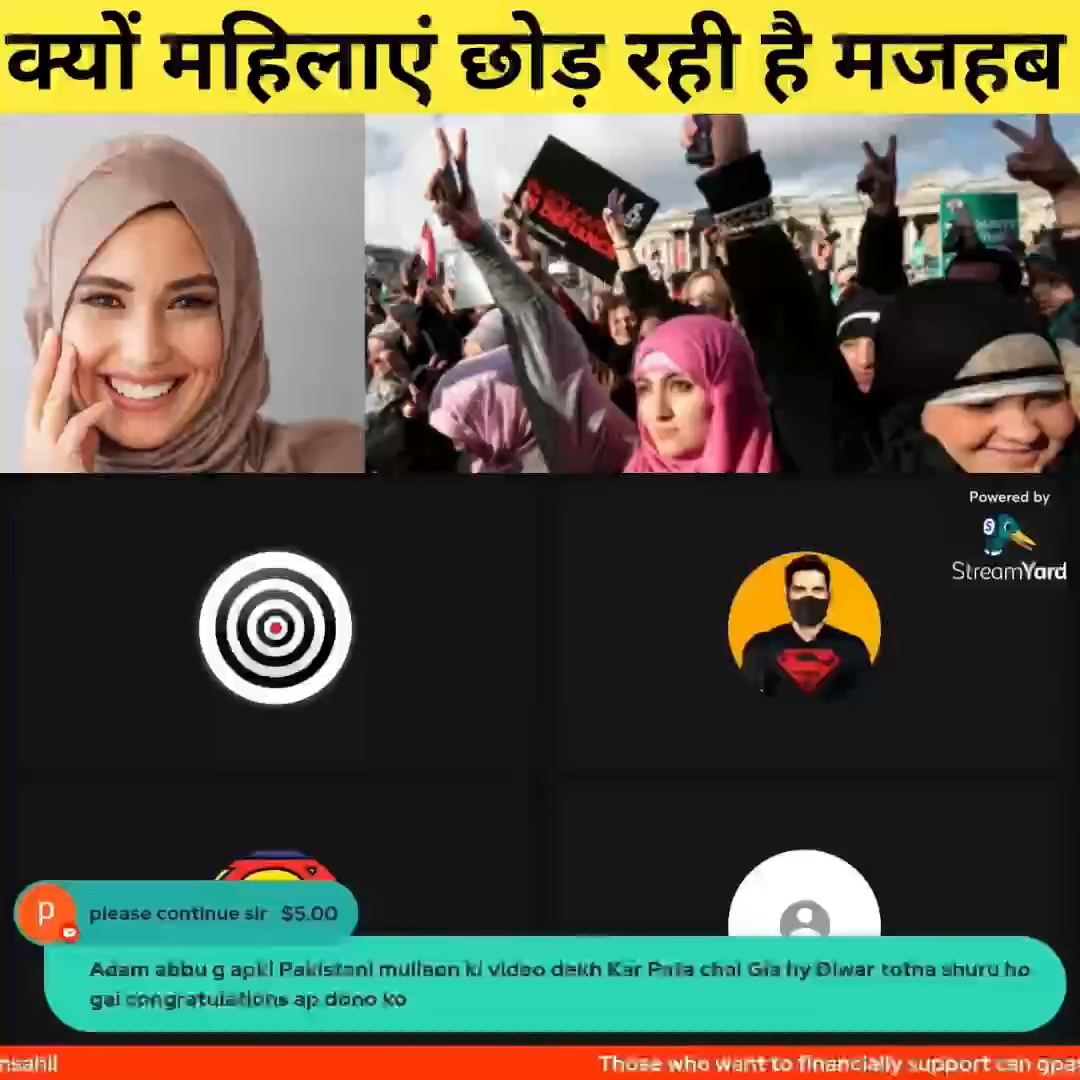 क्यों महिलाएं छोड़ रही है मजहब
Powered by
StreamYard
S
P
please continue sir $5.00
Adam abbu g apki Pakistani mullaon ki video dekh Kar Pata chal Gia hy Diwar totna shuru ho
gai congratulations ap dono ko
nsahil
Those who want to financially support can gpa